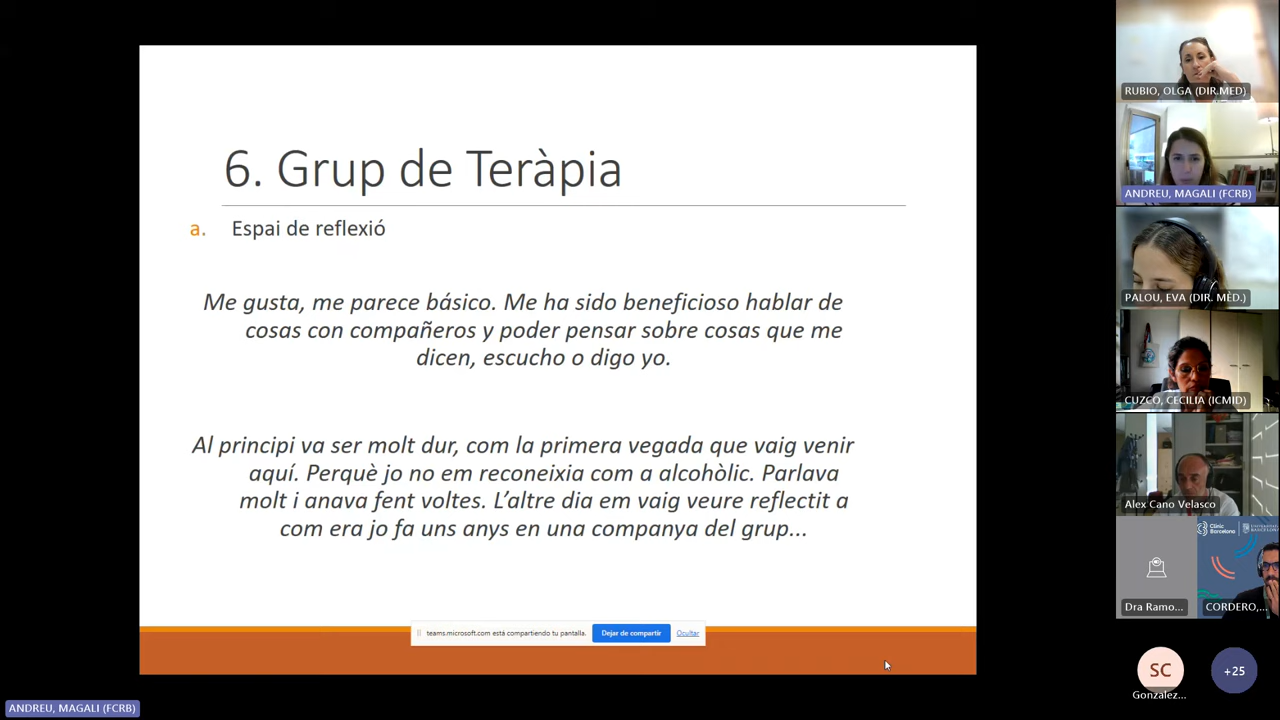 6. Grup de Teràpia
a. Espai de reflexió
Me gusta, me parece básico. Me ha sido beneficioso hablar de
cosas con compañeros y poder pensar sobre cosas que me
dicen, escucho o digo yo.
Al principi va ser molt dur, com la primera vegada que vaig venir
aquí. Perquè jo no em reconeixia com a alcohòlic. Parlava
molt i anava fent voltes. L'altre dia em vaig veure reflectit a
com era jo fa uns anys en una companya del grup...
teams.microsoft.com está compartiendo tu pantalla.
Dejar de compartir
Ocultar
ANDREU, MAGALI (FCRB)
RUBIO, OLGA (DIR.MED)
ANDREU, MAGALI (FCRB)
PALOU, EVA (DIR. MÈD.)
CUZCO, CECILIA (ICMID)
Alex Cano Velasco
Clínic
Barcelona
Dra Ramo...
CORDERO,...
SC
Gonzalez...
+25